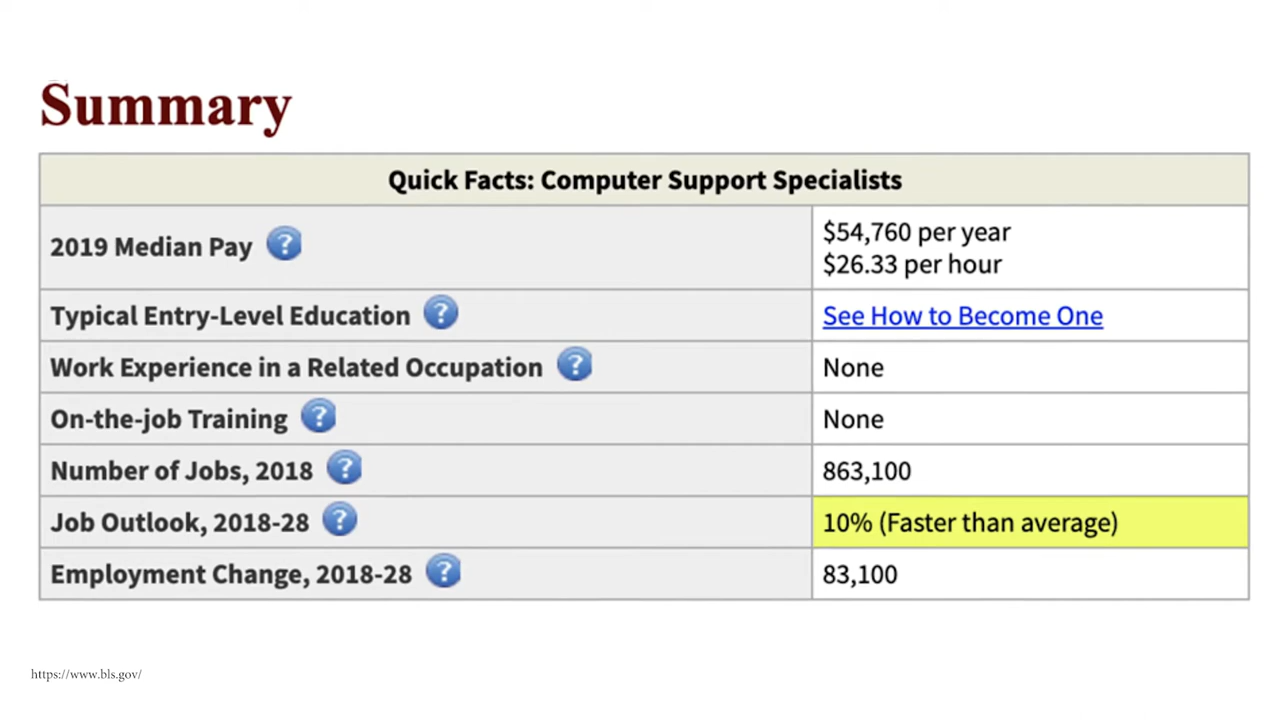 Summary
Quick Facts: Computer Support Specialists
2019 Median Pay ?
$54,760 per year
$26.33 per hour
Typical Entry-Level Education ?
See How to Become One
Work Experience in a Related Occupation ?
None
On-the-job Training ?
None
Number of Jobs, 2018 ?
863,100
Job Outlook, 2018-28 ?
10% (Faster than average)
Employment Change, 2018-28 ?
83,100
https://www.bls.gov/